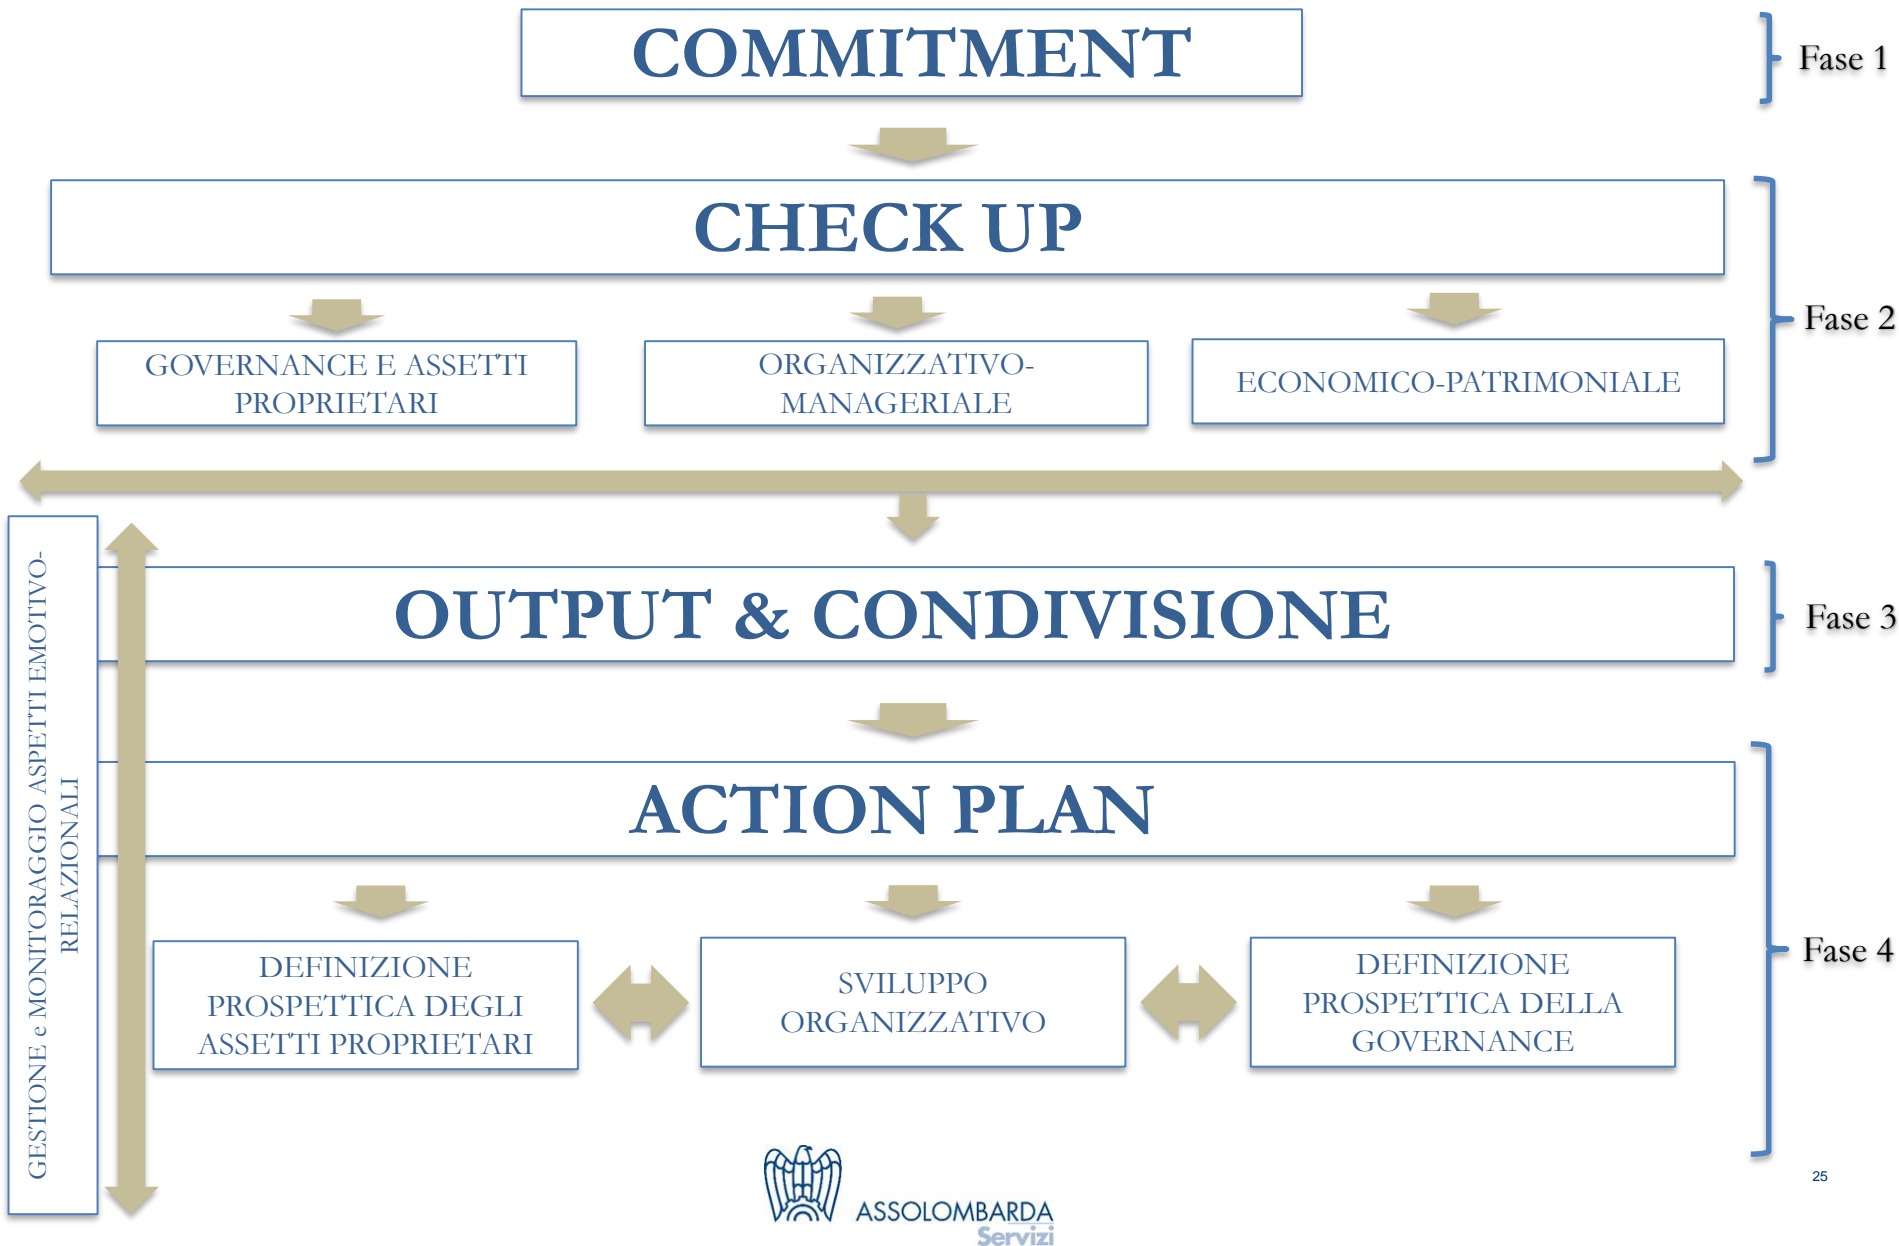 COMMITMENT
Fase 1
CHECK UP
Fase 2
GOVERNANCE E ASSETTI
PROPRIETARI
ORGANIZZATIVO-
MANAGERIALE
ECONOMICO-PATRIMONIALE
GESTIONE e MONITORAGGIO ASPETTI EMOTIVO-
RELAZIONALI
OUTPUT & CONDIVISIONE
Fase 3
ACTION PLAN
Fase 4
DEFINIZIONE
PROSPETTICA DEGLI
ASSETTI PROPRIETARI
SVILUPPO
ORGANIZZATIVO
DEFINIZIONE
PROSPETTICA DELLA
GOVERNANCE
ASSOLOMBARDA
Servizi
25